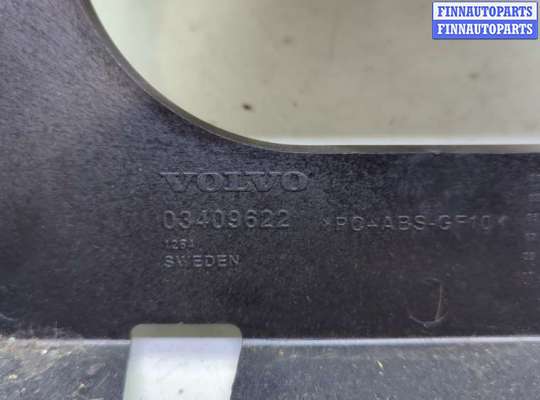 FINNAUTOPARTS
FINNAUTOPARTS
VOLVO
03409622 >PC+ABS-GF10<
SWEDEN